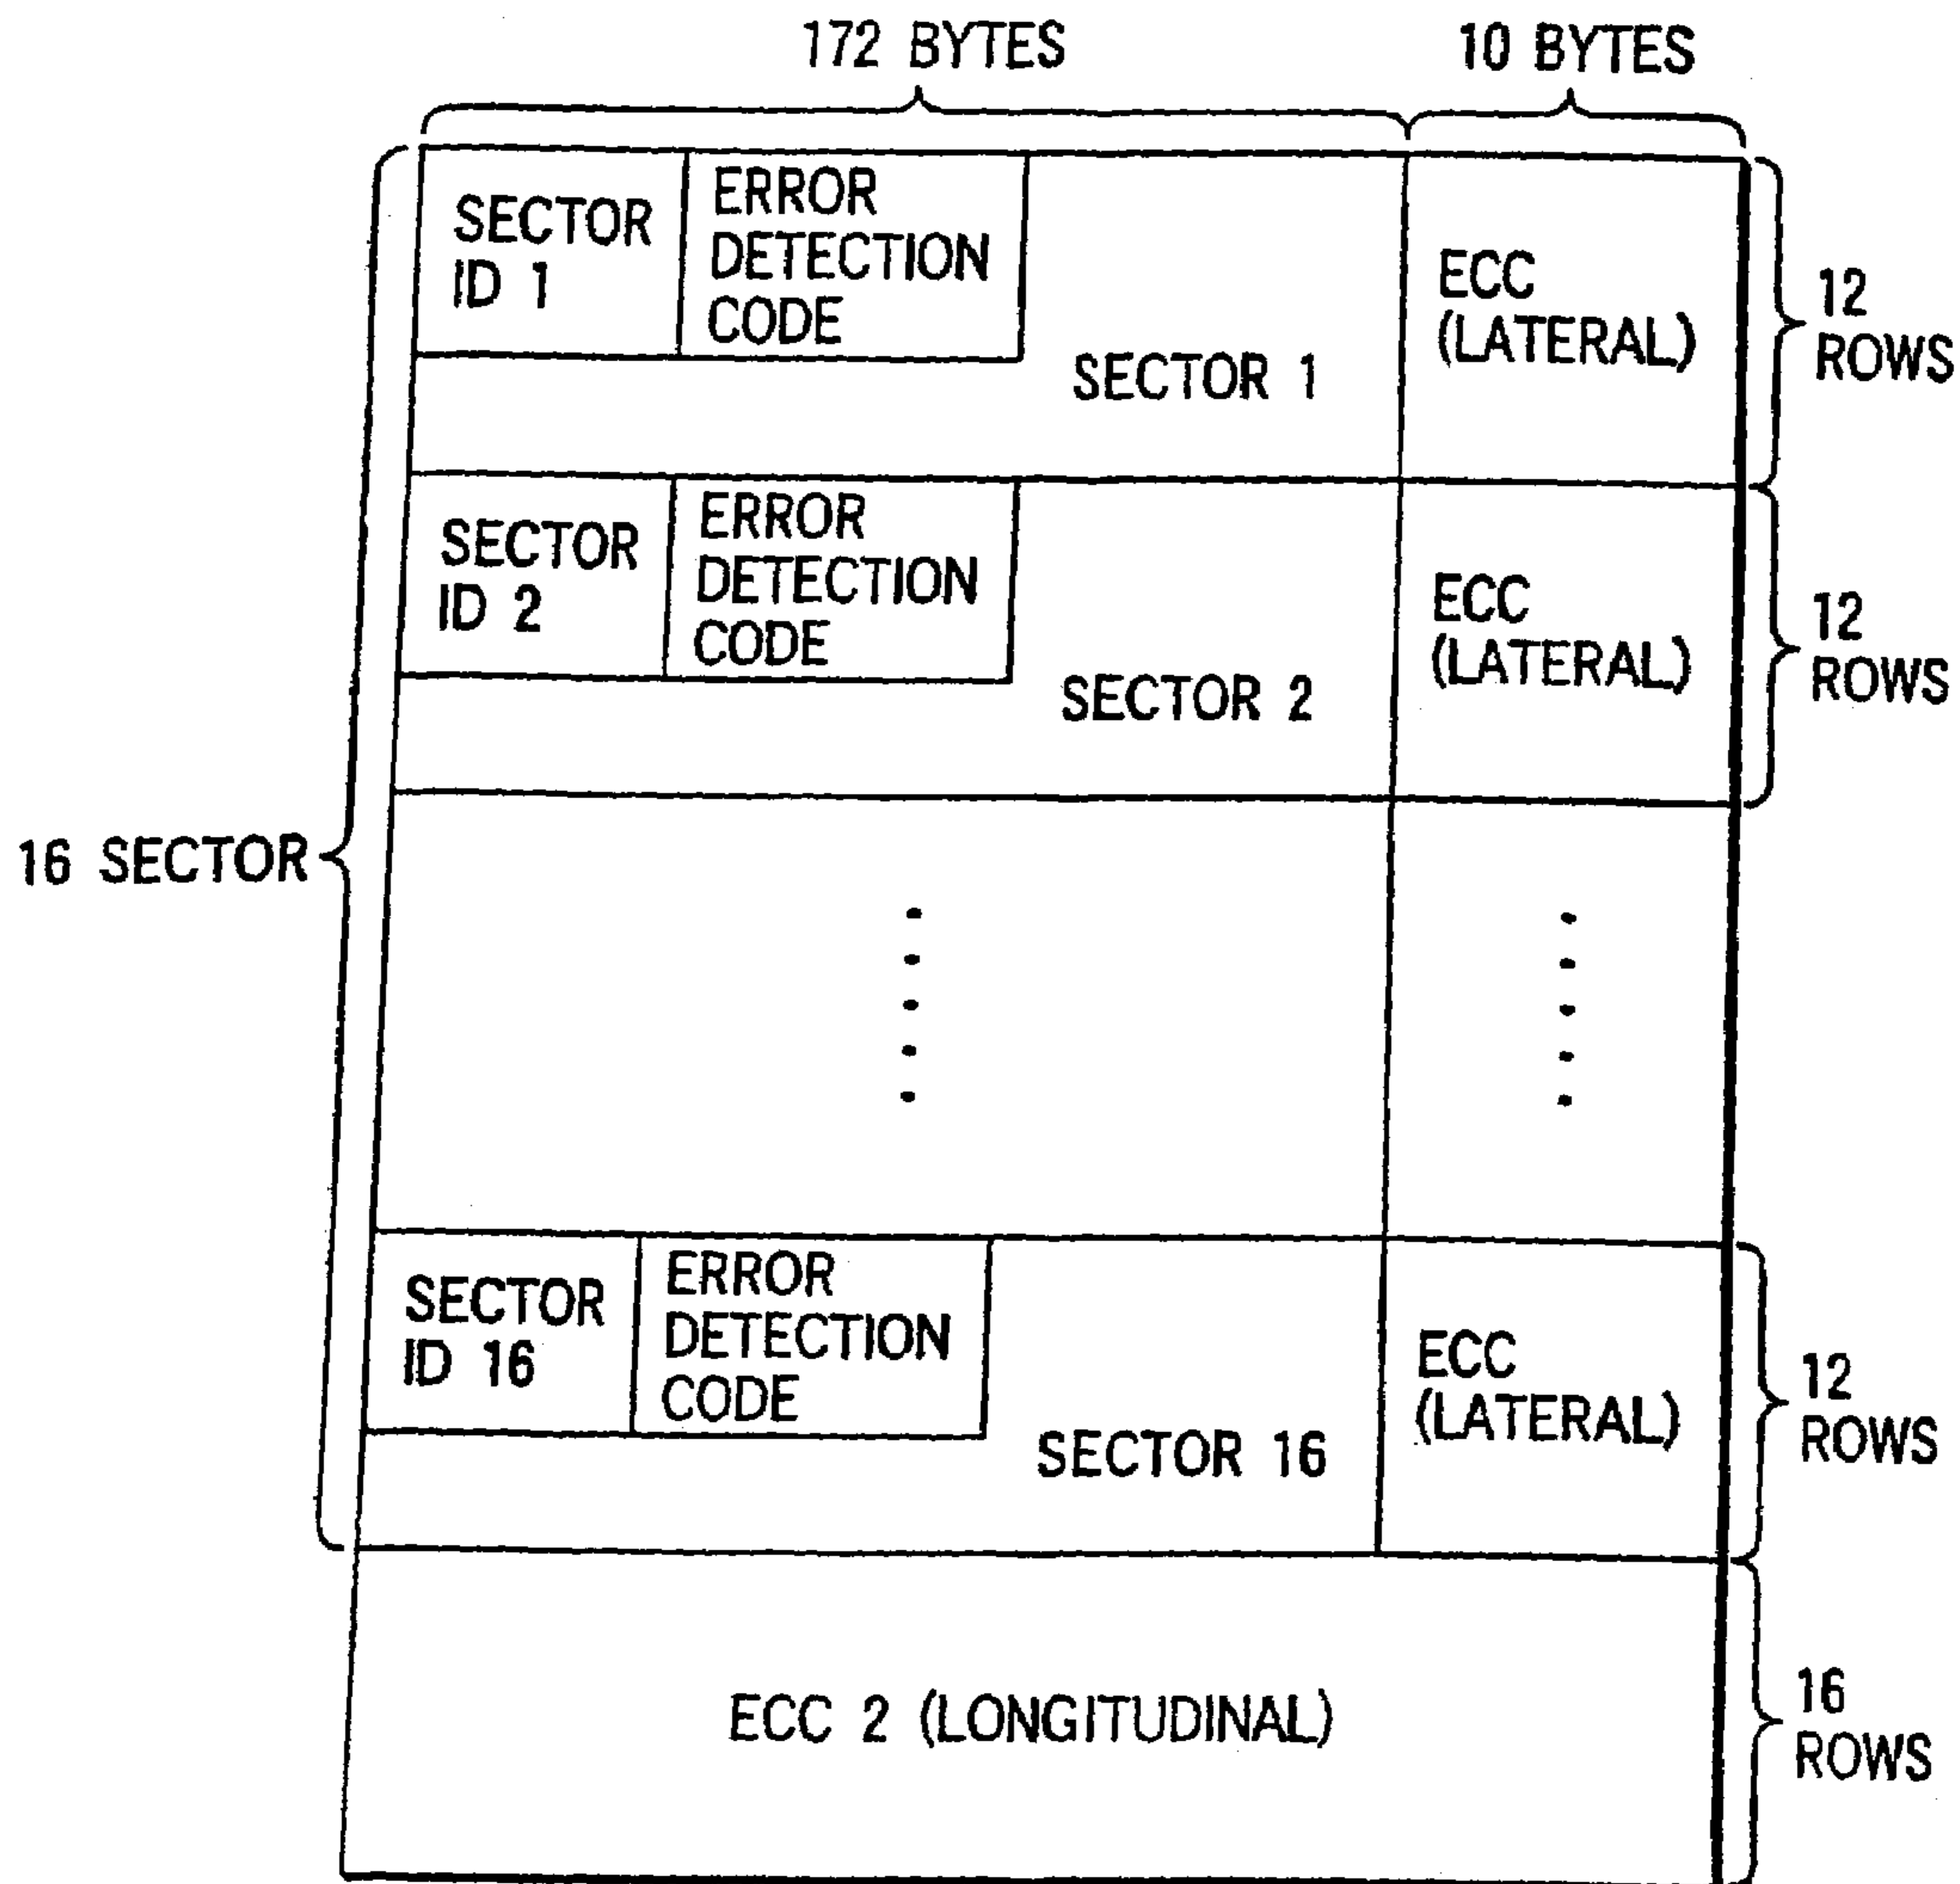 172 BYTES
10 BYTES
SECTOR
ID 1
ERROR
DETECTION
CODE
SECTOR 1
ECC
(LATERAL)
12
ROWS
SECTOR
ID 2
ERROR
DETECTION
CODE
SECTOR 2
ECC
(LATERAL)
12
ROWS
16 SECTOR
SECTOR
ID 16
ERROR
DETECTION
CODE
SECTOR 16
ECC
(LATERAL)
12
ROWS
ECC 2 (LONGITUDINAL)
16
ROWS